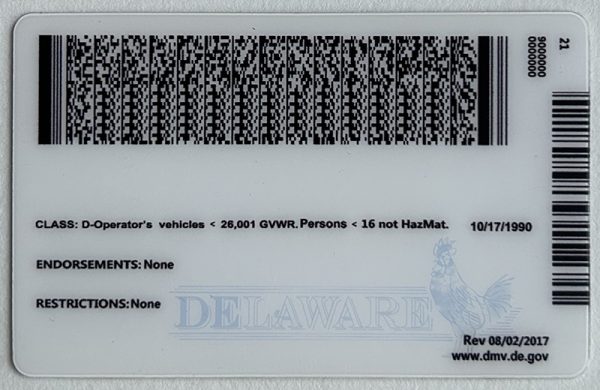 21
9000000
0000000
CLASS: D-Operator's vehicles < 26,001 GVWR. Persons < 16 not HazMat. 10/17/1990
ENDORSEMENTS: None
RESTRICTIONS: None
DELAWARE
Rev 08/02/2017
www.dmv.de.gov